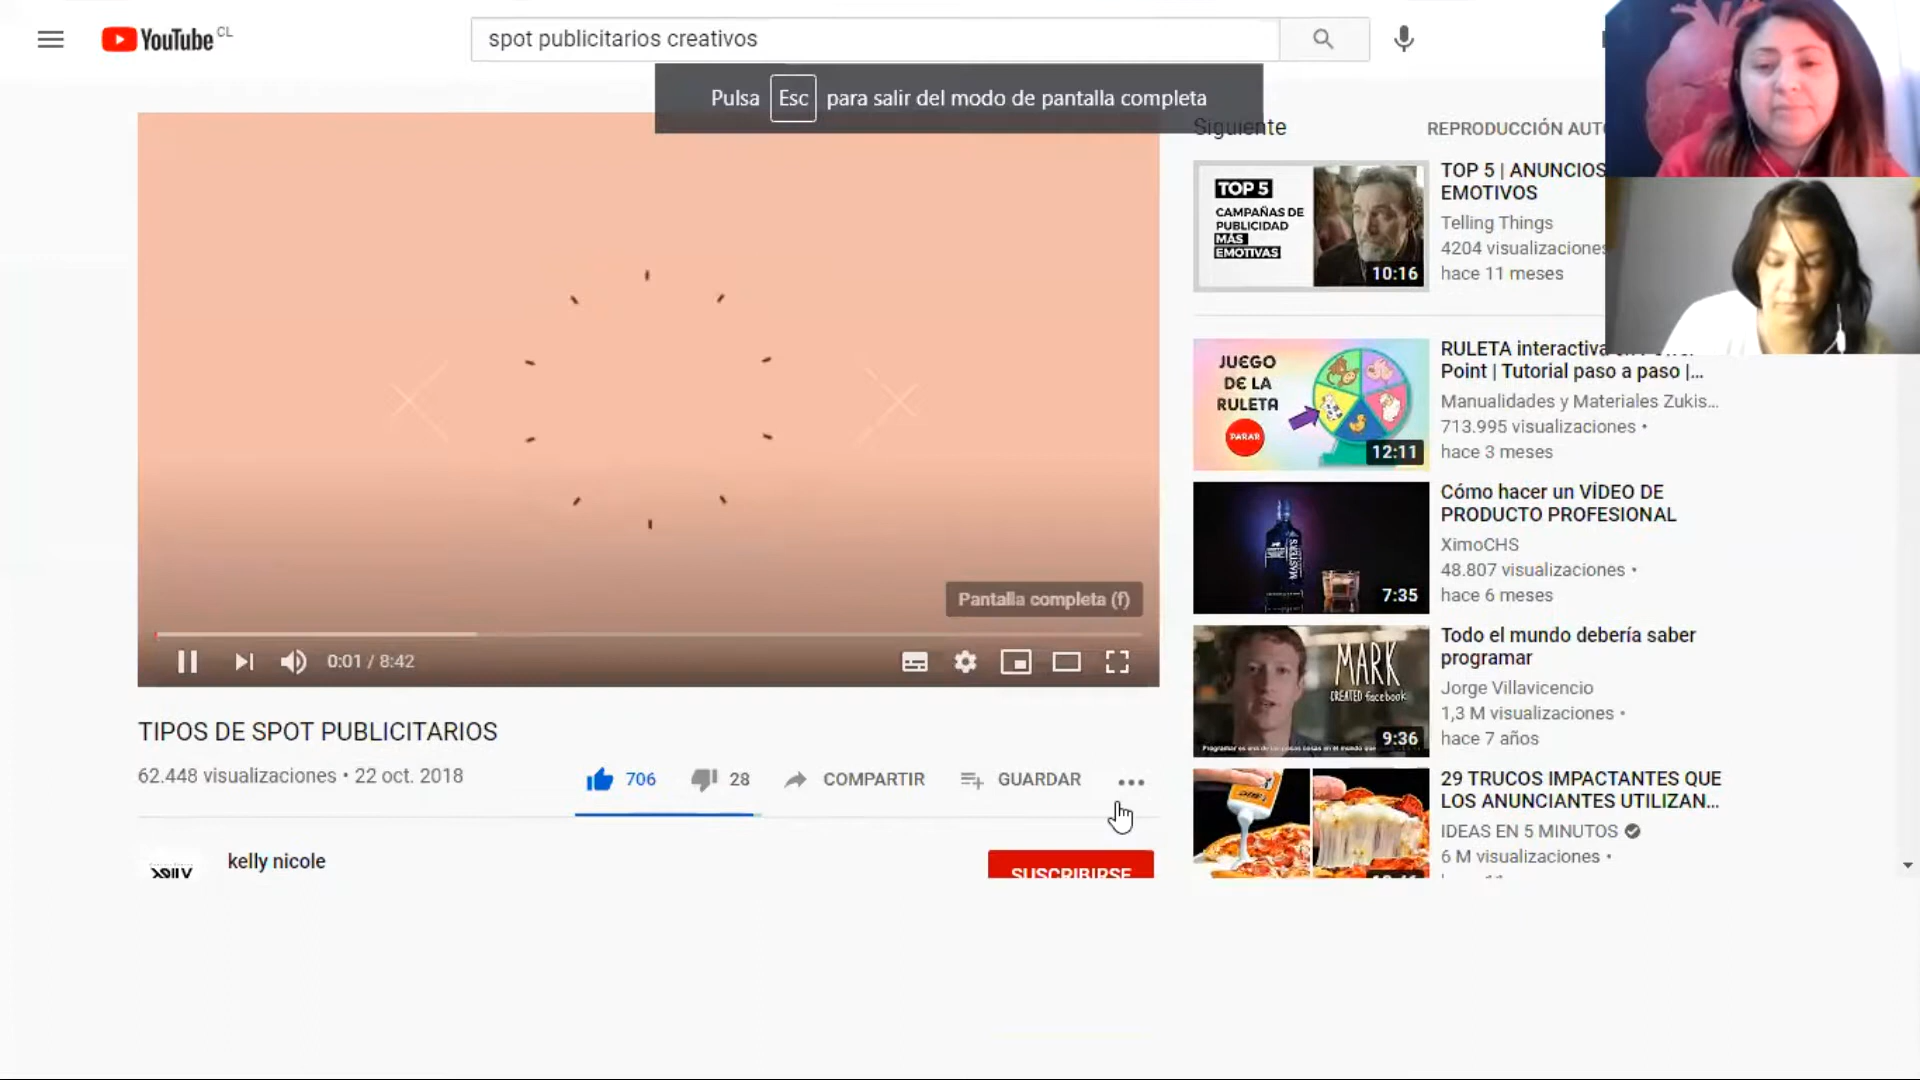 YouTube CL
spot publicitarios creativos
Pulsa Esc para salir del modo de pantalla completa
Siguiente
REPRODUCCIÓN AUTO
TOP 5
CAMPAÑAS DE
PUBLICIDAD
MÁS
EMOTIVAS
10:16
TOP 5 | ANUNCIOS
EMOTIVOS
Telling Things
4204 visualizaciones
hace 11 meses
JUEGO
DE LA
RULETA
PARAR
12:11
RULETA interactiva
Point | Tutorial paso a paso |...
Manualidades y Materiales Zukis...
713.995 visualizaciones •
hace 3 meses
7:35
Cómo hacer un VÍDEO DE
PRODUCTO PROFESIONAL
XimoCHS
48.807 visualizaciones •
hace 6 meses
MARK
CREATED facebook
9:36
Todo el mundo debería saber
programar
Jorge Villavicencio
1,3 M visualizaciones •
hace 7 años
29 TRUCOS IMPACTANTES QUE
LOS ANUNCIANTES UTILIZAN...
IDEAS EN 5 MINUTOS
6 M visualizaciones •
Pantalla completa (f)
0:01 / 8:42
TIPOS DE SPOT PUBLICITARIOS
62.448 visualizaciones • 22 oct. 2018
706
28
COMPARTIR
GUARDAR
kelly nicole
SUSCRIBIRSE